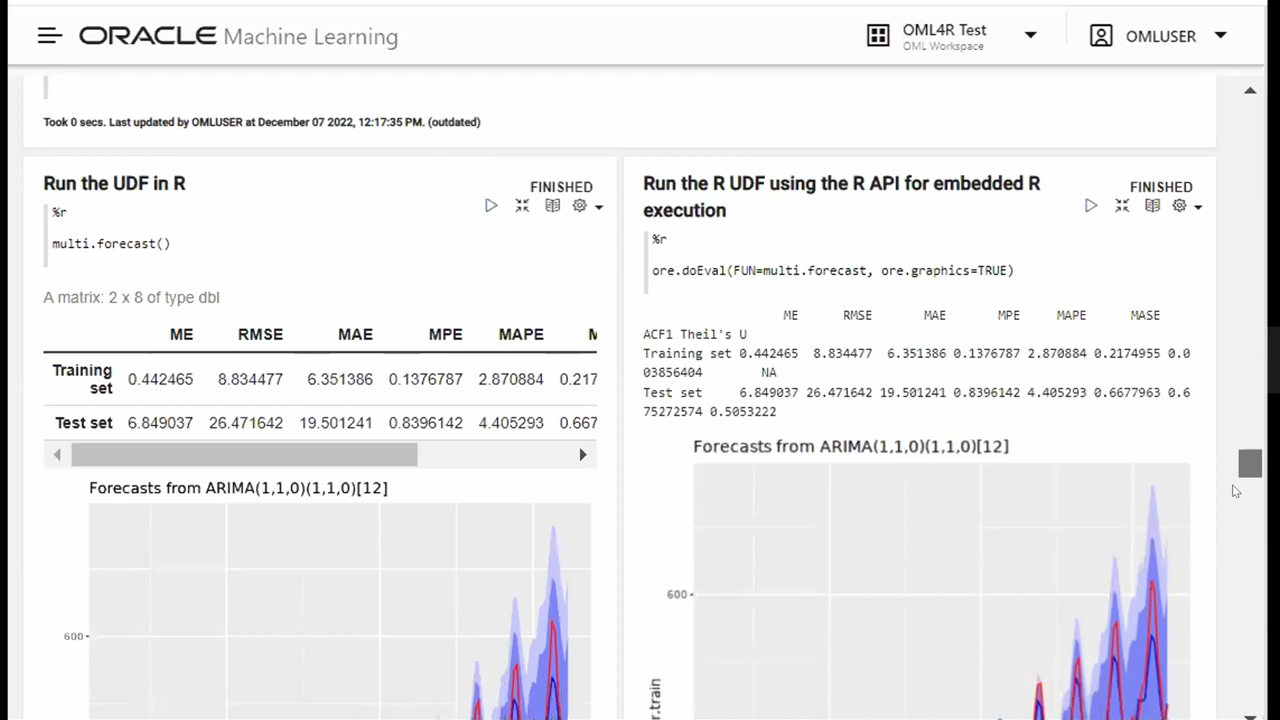 ORACLE Machine Learning
OML4R Test
OML Workspace
OMLUSER
Took 0 secs. Last updated by OMLUSER at December 07 2022, 12:17:35 PM. (outdated)
Run the UDF in R
FINISHED
%r
multi.forecast()
A matrix: 2 x 8 of type dbl
ME RMSE MAE MPE MAPE M
Training
set 0.442465 8.834477 6.351386 0.1376787 2.870884 0.217
Test set 6.849037 26.471642 19.501241 0.8396142 4.405293 0.667
Forecasts from ARIMA(1,1,0)(1,1,0)[12]
600
Run the R UDF using the R API for embedded R
execution
FINISHED
%r
ore.doEval(FUN=multi.forecast, ore.graphics=TRUE)
ME RMSE MAE MPE MAPE MASE
ACF1 Theil's U
Training set 0.442465 8.834477 6.351386 0.1376787 2.870884 0.2174955 0.0
03856404 NA
Test set 6.849037 26.471642 19.501241 0.8396142 4.405293 0.6677963 0.6
75272574 0.5053222
Forecasts from ARIMA(1,1,0)(1,1,0)[12]
600
r.train